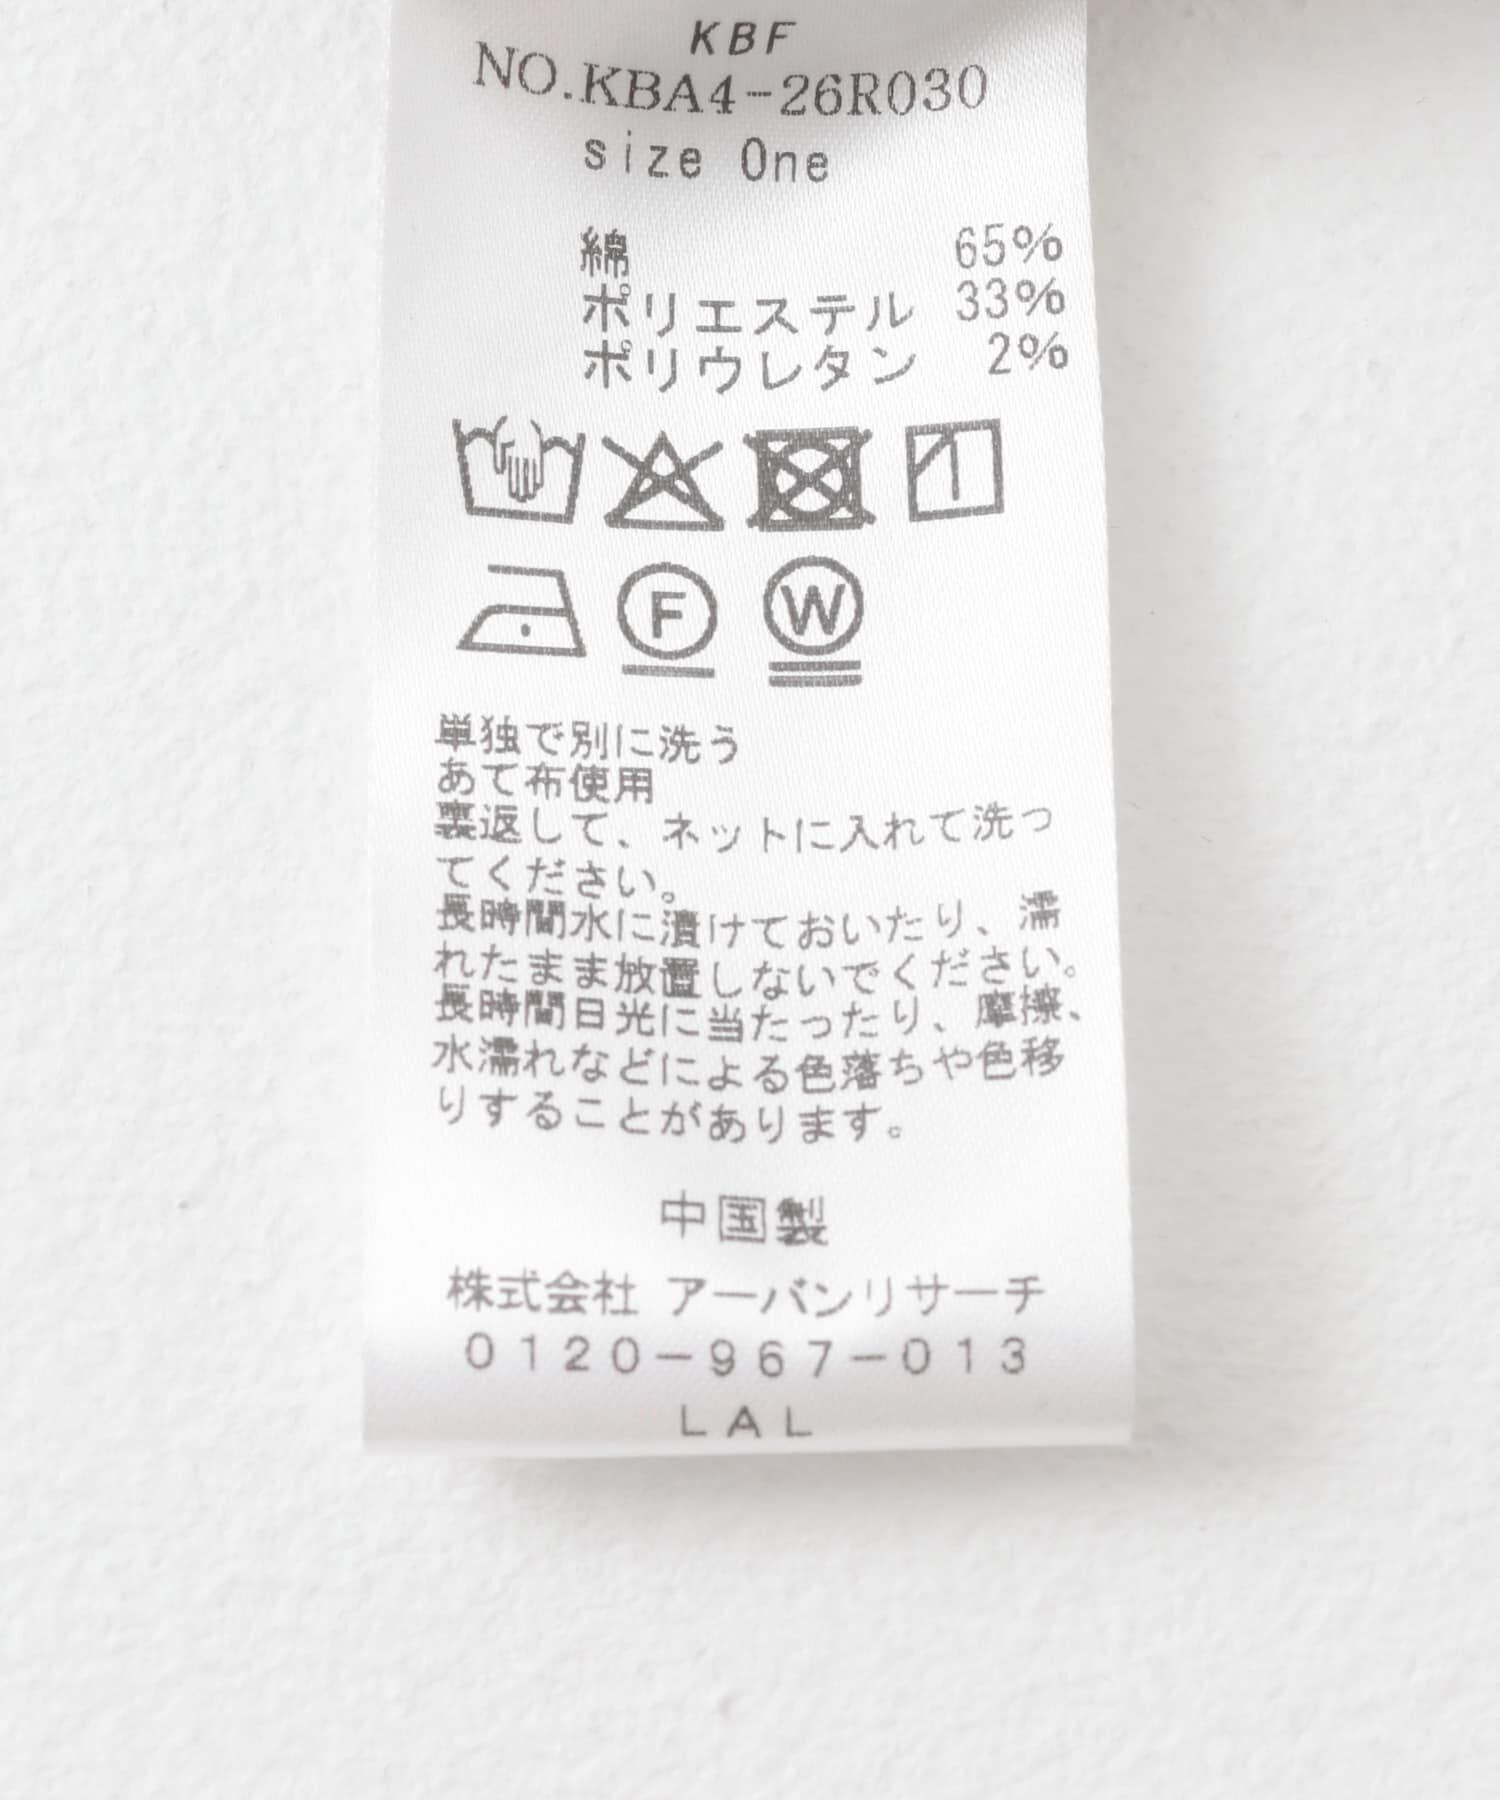 KBF
NO.KBA4-26R030
size One
綿 65%
ポリエステル 33%
ポリウレタン 2%
F W
単独で別に洗う
あて布使用
裏返して、ネットに入れて洗っ
てください。
長時間水に漬けておいたり、濡
れたまま放置しないでください。
長時間日光に当たったり、摩擦、
水濡れなどによる色落ちや色移
りすることがあります。
中国製
株式会社 アーバンリサーチ
0120-967-013
LAL